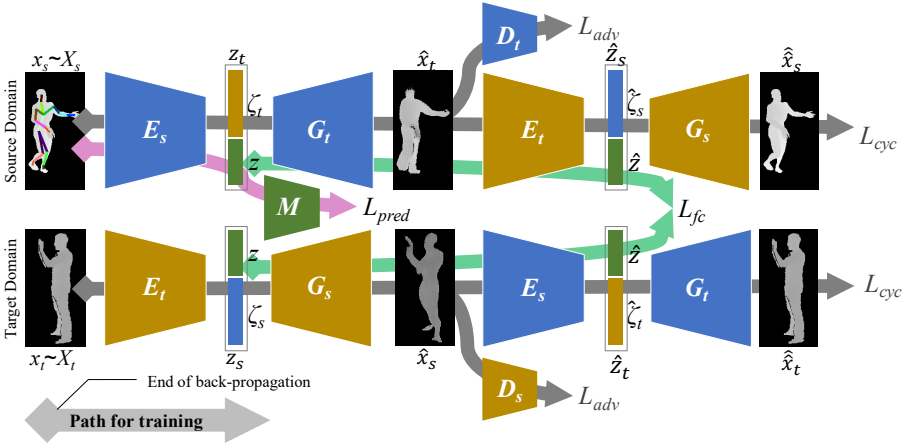 Source Domain
x_s~X_s
E_s
z_t
ζ_t
z
G_t
x̂_t
D_t
L_adv
E_t
ẑ_s
ζ̂_s
ẑ
G_s
x̂̂_s
L_cyc
M
L_pred
L_fc
Target Domain
E_t
z
ζ_s
z_s
G_s
x̂_s
D_s
L_adv
E_s
ẑ
ζ̂_t
ẑ_t
G_t
x̂̂_t
L_cyc
x_t~X_t
End of back-propagation
Path for training